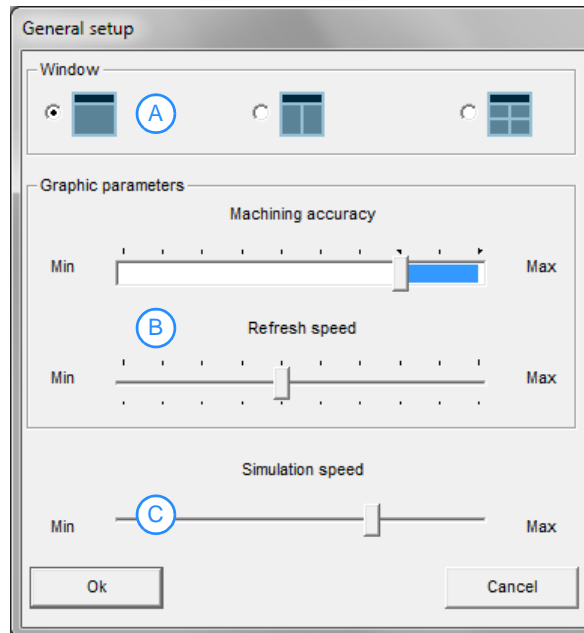 General setup
Window
A
Graphic parameters
Machining accuracy
Min Max
B Refresh speed
Min Max
Simulation speed
Min C Max
Ok Cancel